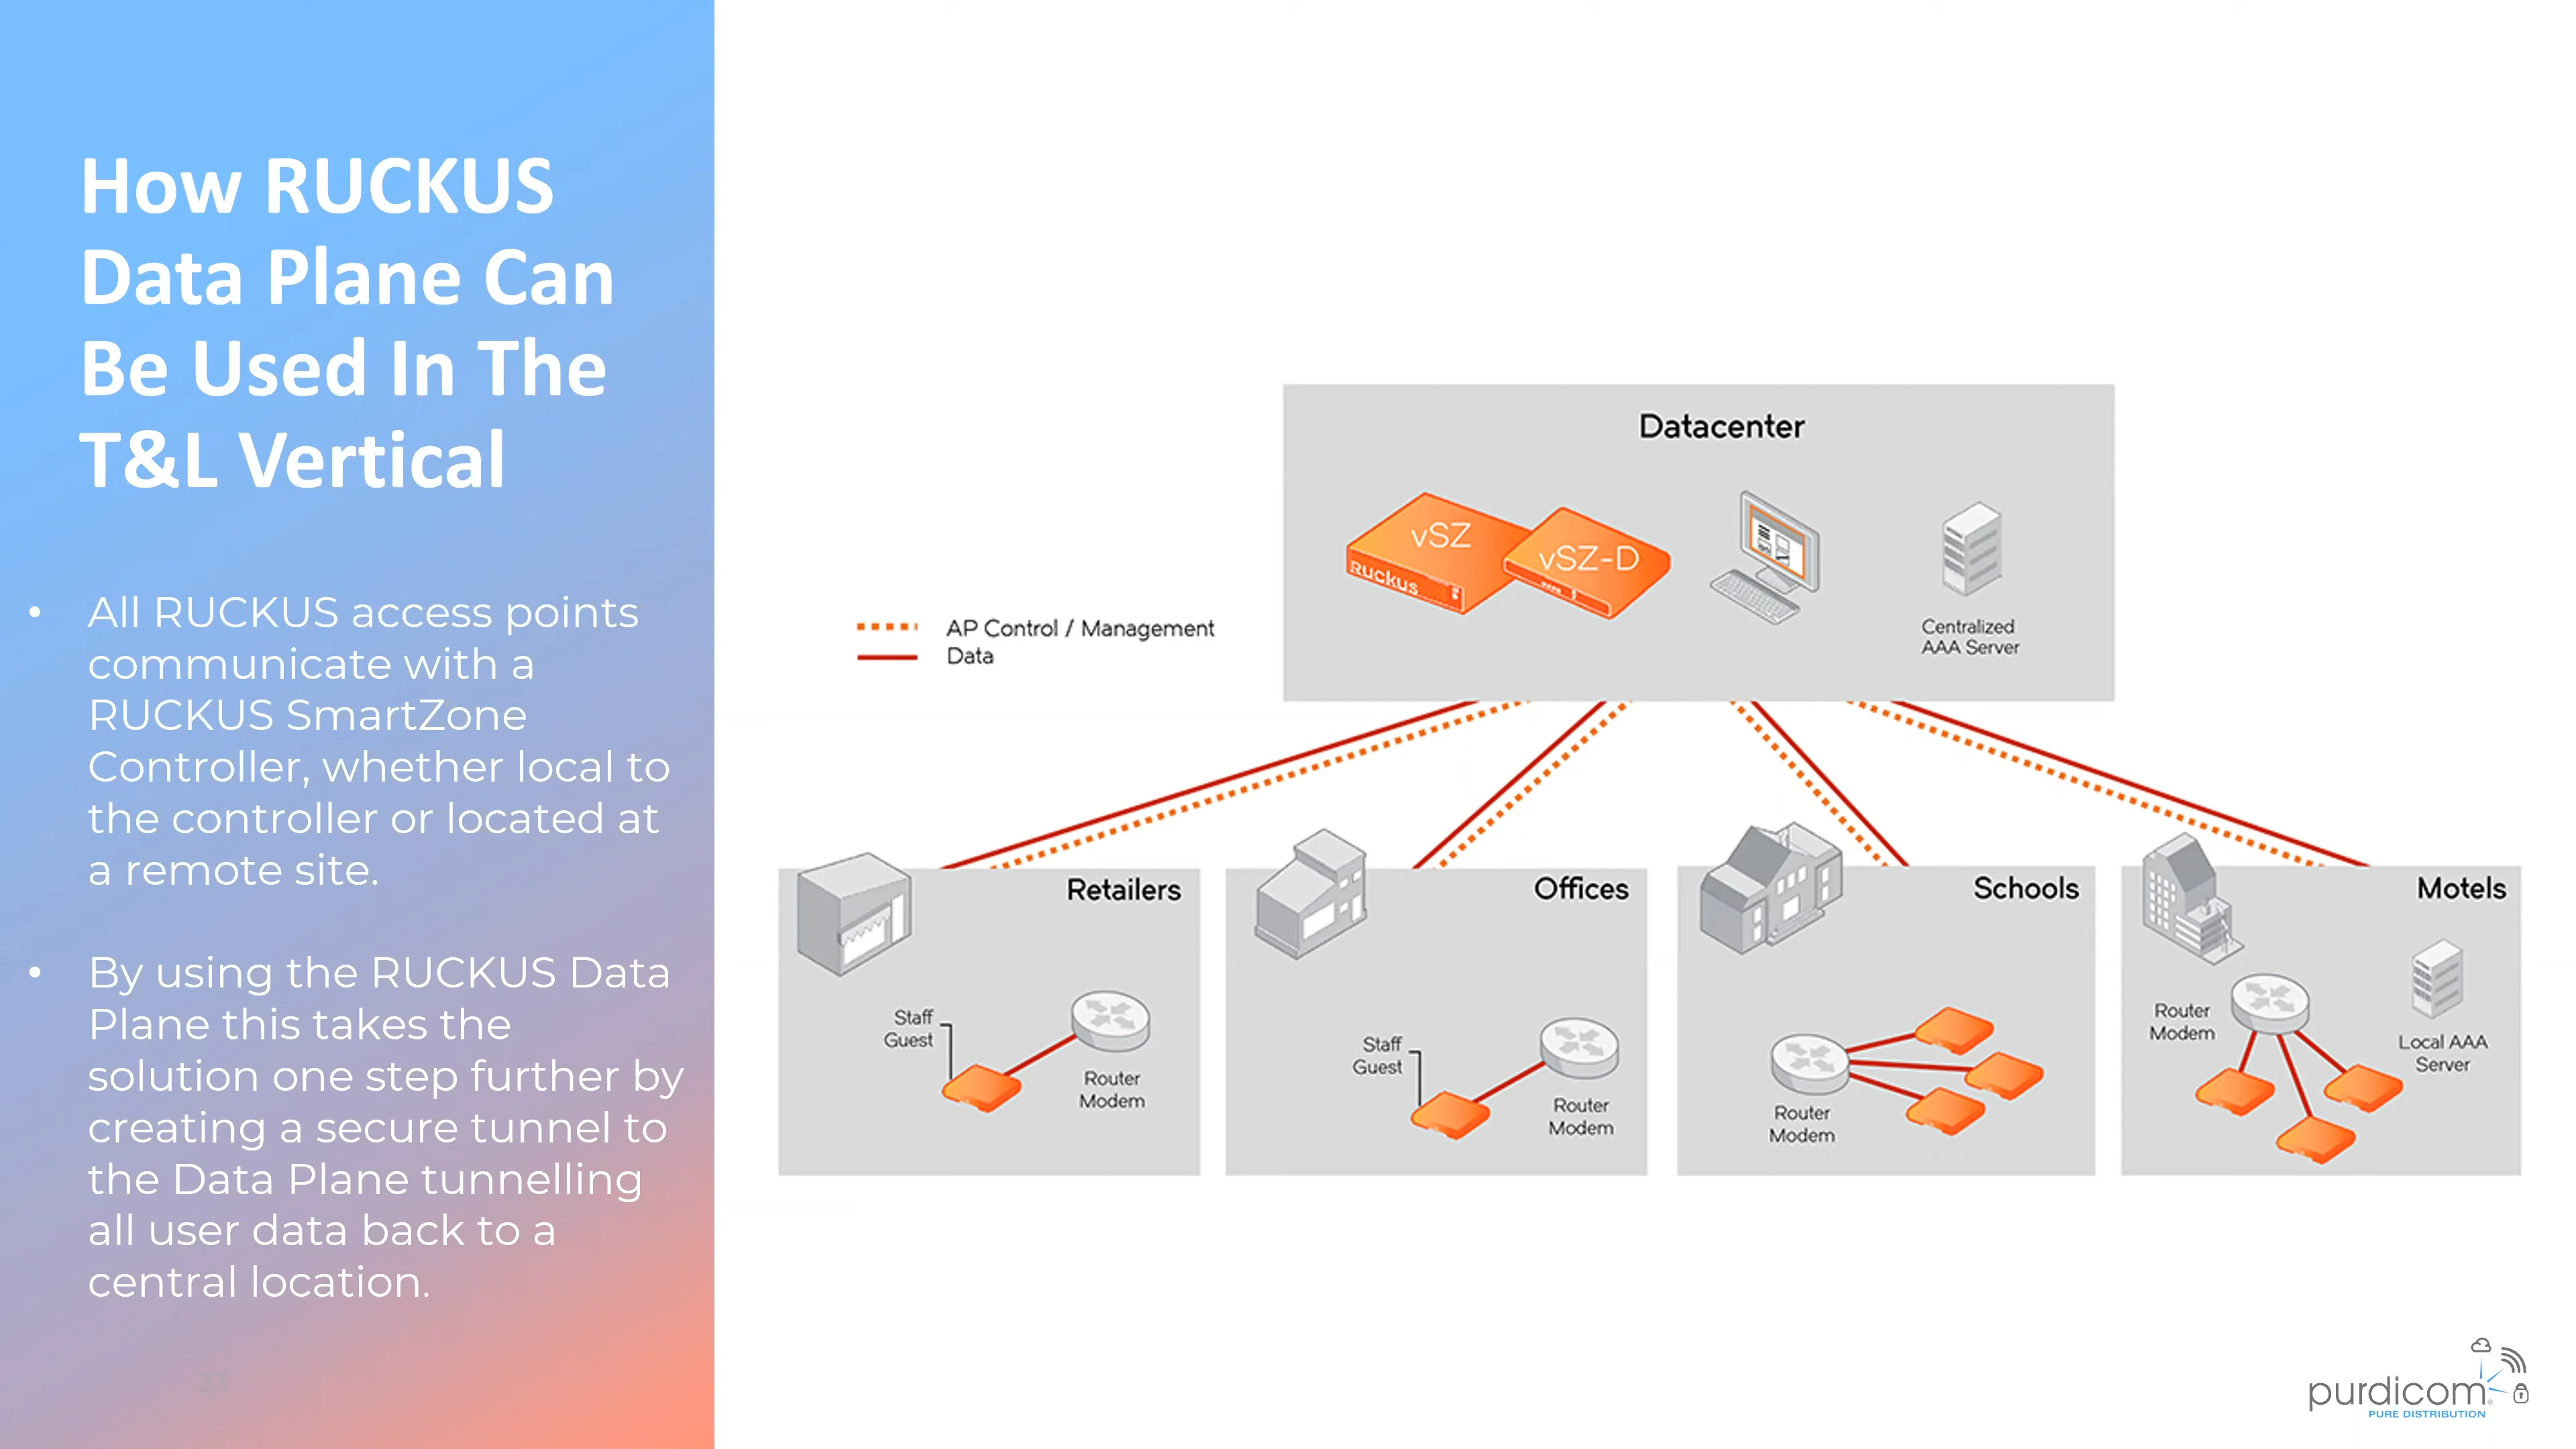 How RUCKUS
Data Plane Can
Be Used In The
T&L Vertical
• All RUCKUS access points
communicate with a
RUCKUS SmartZone
Controller, whether local to
the controller or located at
a remote site.
• By using the RUCKUS Data
Plane this takes the
solution one step further by
creating a secure tunnel to
the Data Plane tunnelling
all user data back to a
central location.
23
Datacenter
vSZ
Ruckus
vSZ-D
Centralized
AAA Server
AP Control / Management
Data
Retailers
Staff
Guest
Router
Modem
Offices
Staff
Guest
Router
Modem
Schools
Router
Modem
Motels
Router
Modem
Local AAA
Server
purdicom
PURE DISTRIBUTION